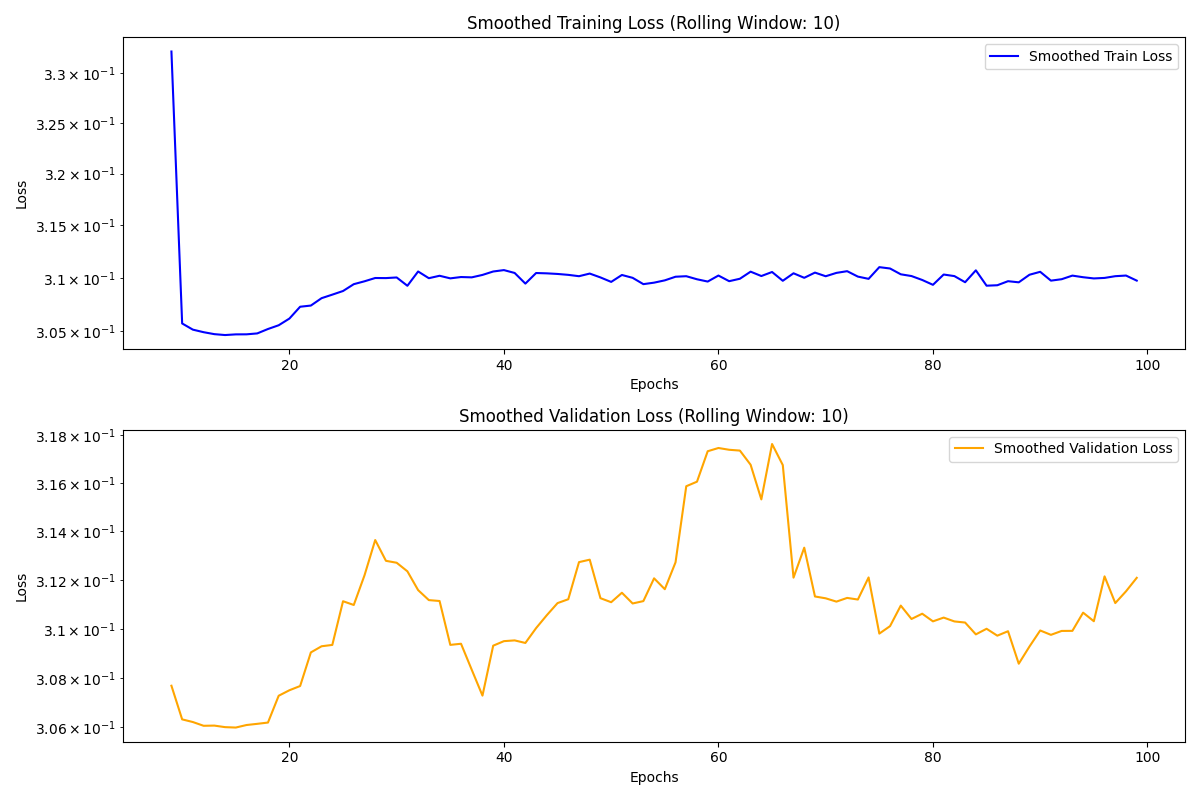 Smoothed Training Loss (Rolling Window: 10)
Smoothed Train Loss
3.3 × 10⁻¹
3.25 × 10⁻¹
3.2 × 10⁻¹
3.15 × 10⁻¹
3.1 × 10⁻¹
3.05 × 10⁻¹
Loss
20 40 60 80 100
Epochs
Smoothed Validation Loss (Rolling Window: 10)
Smoothed Validation Loss
3.18 × 10⁻¹
3.16 × 10⁻¹
3.14 × 10⁻¹
3.12 × 10⁻¹
3.1 × 10⁻¹
3.08 × 10⁻¹
3.06 × 10⁻¹
Loss
20 40 60 80 100
Epochs